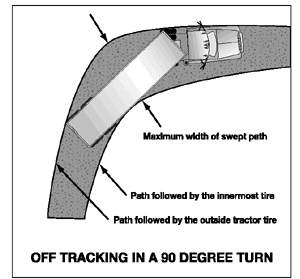 Maximum width of swept path
Path followed by the innermost tire
Path followed by the outside tractor tire
OFF TRACKING IN A 90 DEGREE TURN